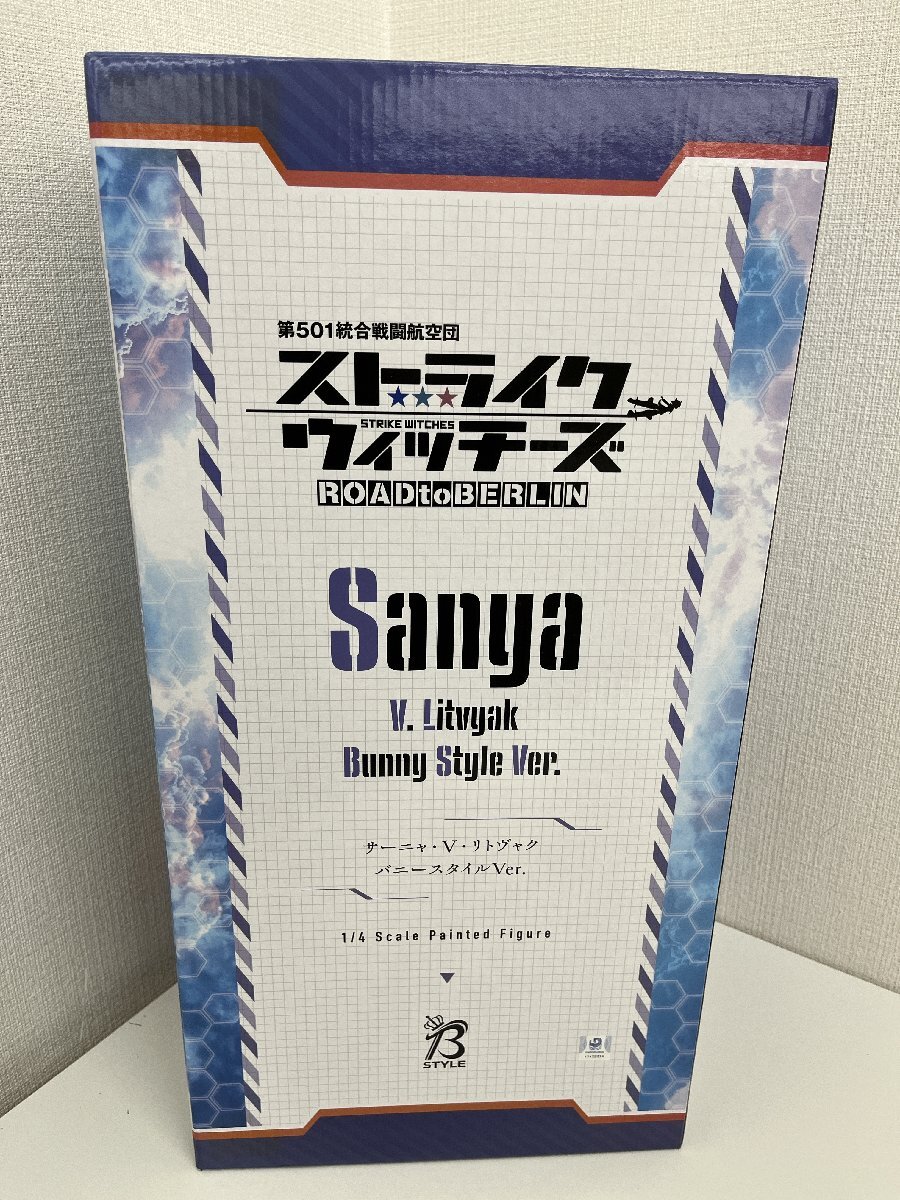 第501統合戦闘航空団
ストライク
STRIKE WITCHES
ウィッチーズ
ROADtoBERLIN
Sanya
V. Litvyak
Bunny Style Ver.
サーニャ・V・リトヴャク
バニースタイルVer.
1/4 Scale Painted Figure
B
STYLE